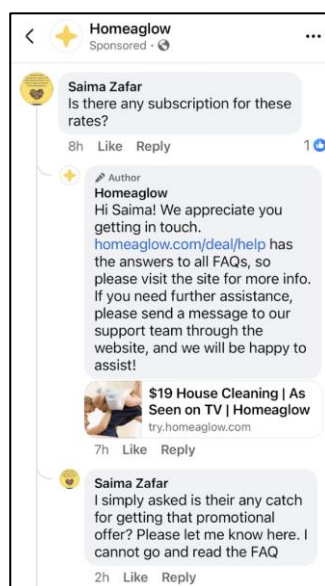 Homeaglow
Sponsored ·
Saima Zafar
Is there any subscription for these
rates?
8h Like Reply
1
Author
Homeaglow
Hi Saima! We appreciate you
getting in touch.
homeaglow.com/deal/help has
the answers to all FAQs, so
please visit the site for more info.
If you need further assistance,
please send a message to our
support team through the
website, and we will be happy to
assist!
$19 House Cleaning | As
Seen on TV | Homeaglow
try.homeaglow.com
7h Like Reply
Saima Zafar
I simply asked is their any catch
for getting that promotional
offer? Please let me know here. I
cannot go and read the FAQ
2h Like Reply